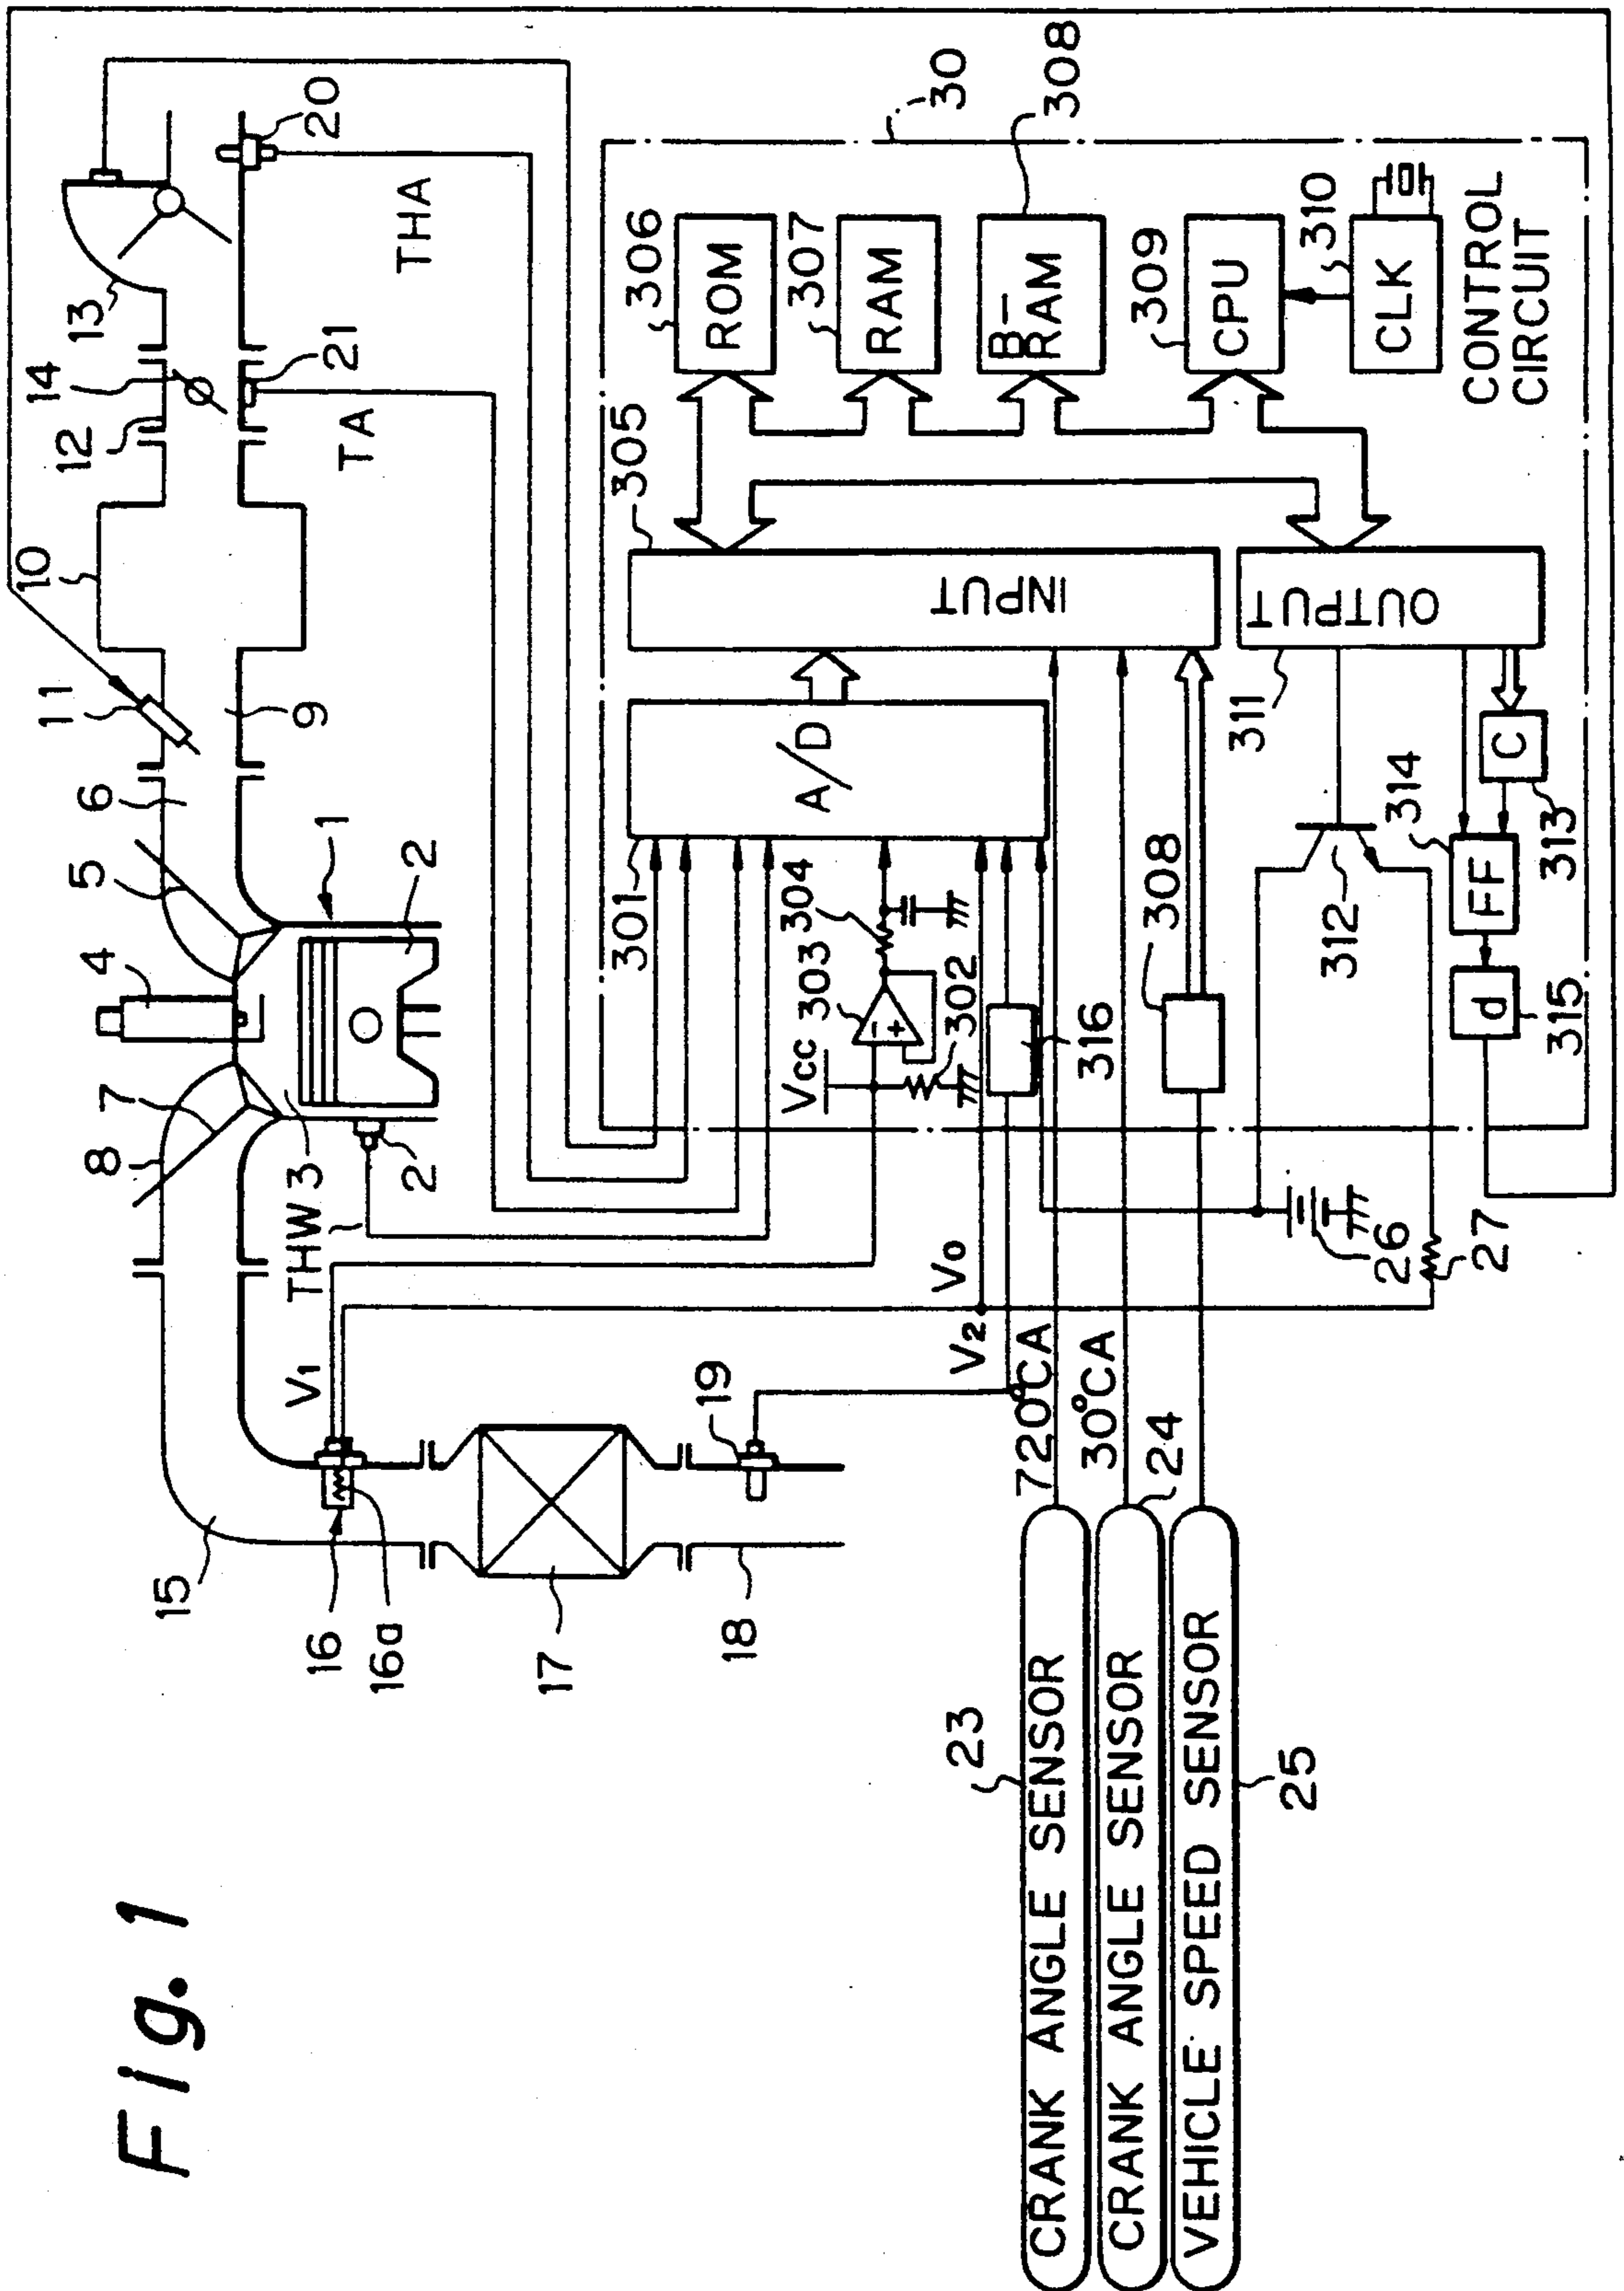 Fig. 1
15
16
16a
17
18
8
7
4
5
6
11
10
12
14
13
9
3
1
2
2
THW
V1
19
TA
21
THA
20
30
301
A/D
305
INPUT
306
ROM
307
RAM
308
B-RAM
309
CPU
310
CLK
CONTROL
CIRCUIT
Vcc
303
304
302
316
308
V0
V2
720°CA
30°CA
23
CRANK ANGLE SENSOR
24
CRANK ANGLE SENSOR
25
VEHICLE SPEED SENSOR
26
27
311
OUTPUT
312
314
FF
C
313
d
315